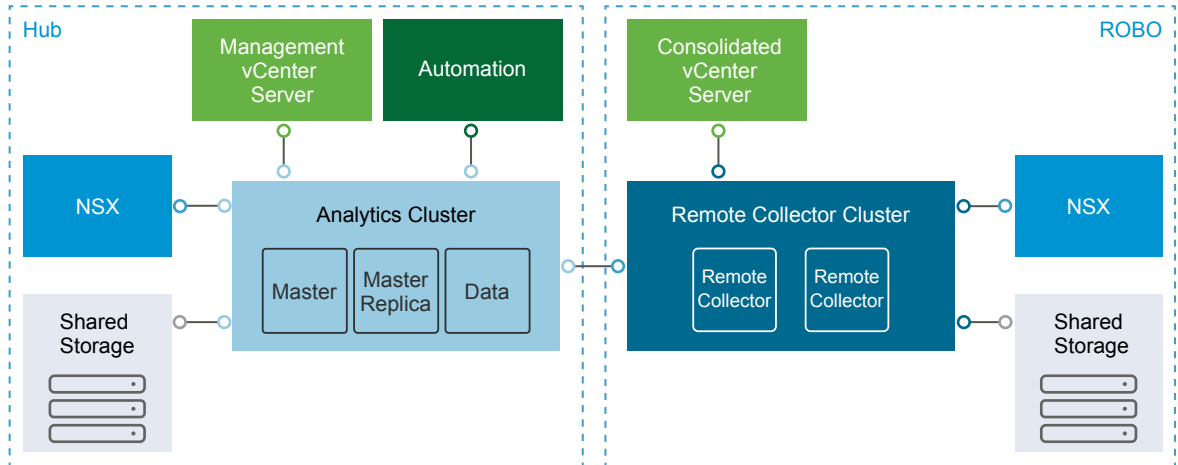 Hub
Management
vCenter
Server
Automation
NSX
Analytics Cluster
Master
Master
Replica
Data
Shared
Storage
ROBO
Consolidated
vCenter
Server
Remote Collector Cluster
Remote
Collector
Remote
Collector
NSX
Shared
Storage